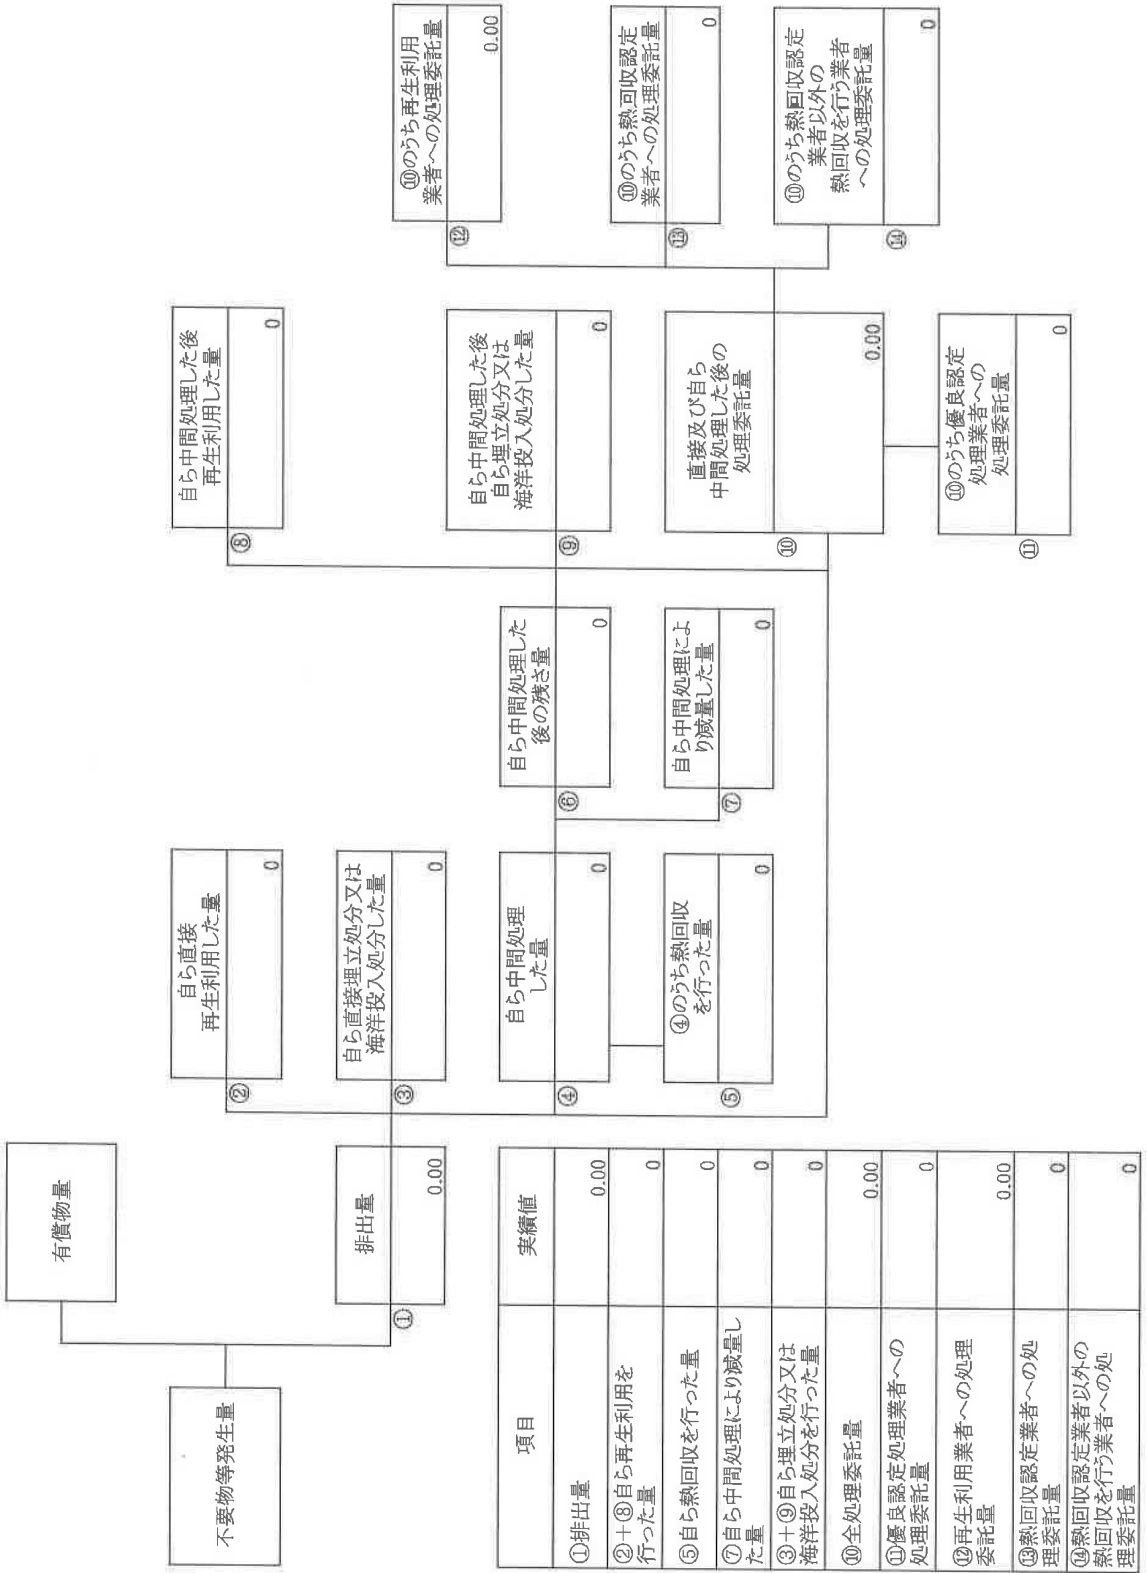 不要物等発生量
有償物量
①
排出量
0.00
②
自ら直接
再生利用した量
0
③
自ら直接埋立処分又は
海洋投入処分した量
0
④
自ら中間処理
した量
0
⑤
④のうち熱回収
を行った量
0
⑥
自ら中間処理した
後の残さ量
0
⑦
自ら中間処理によ
り減量した量
0
⑧
自ら中間処理した後
再生利用した量
0
⑨
自ら中間処理した後
自ら埋立処分又は
海洋投入処分した量
0
⑩
直接及び自ら
中間処理した後の
処理委託量
0.00
⑪
⑩のうち優良認定
処理業者への
処理委託量
0
⑫
⑩のうち再生利用
業者への処理委託量
0.00
⑬
⑩のうち熱回収認定
業者への処理委託量
0
⑭
⑩のうち熱回収認定
業者以外の
熱回収を行う業者
への処理委託量
0
項目 実績値
①排出量 0.00
②+⑧自ら再生利用を
行った量 0
⑤自ら熱回収を行った量 0
⑦自ら中間処理により減量し
た量 0
③+⑨自ら埋立処分又は
海洋投入処分を行った量 0
⑩全処理委託量 0.00
⑪優良認定処理業者への
処理委託量 0
⑫再生利用業者への処理
委託量 0.00
⑬熱回収認定業者への処
理委託量 0
⑭熱回収認定業者以外の
熱回収を行う業者への処
理委託量 0